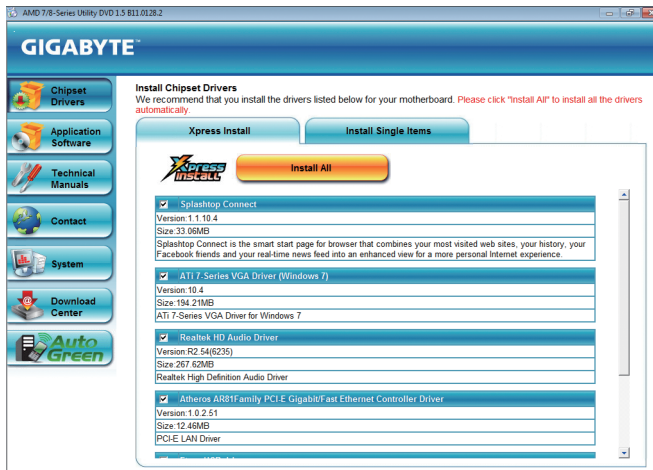 AMD 7/8-Series Utility DVD 1.5 B11.0128.2
GIGABYTE™
Chipset
Drivers
Application
Software
Technical
Manuals
Contact
System
Download
Center
Auto
Green
Install Chipset Drivers
We recommend that you install the drivers listed below for your motherboard. Please click "Install All" to install all the drivers
automatically.
Xpress Install
Install Single Items
Xpress
INSTALL
Install All
Splashtop Connect
Version:1.1.10.4
Size:33.06MB
Splashtop Connect is the smart start page for browser that combines your most visited web sites, your history, your
Facebook friends and your real-time news feed into an enhanced view for a more personal Internet experience.
ATi 7-Series VGA Driver (Windows 7)
Version:10.4
Size:194.21MB
ATi 7-Series VGA Driver for Windows 7
Realtek HD Audio Driver
Version:R2.54(6235)
Size:267.62MB
Realtek High Definition Audio Driver
Atheros AR81Family PCI-E Gigabit/Fast Ethernet Controller Driver
Version:1.0.2.51
Size:12.46MB
PCI-E LAN Driver